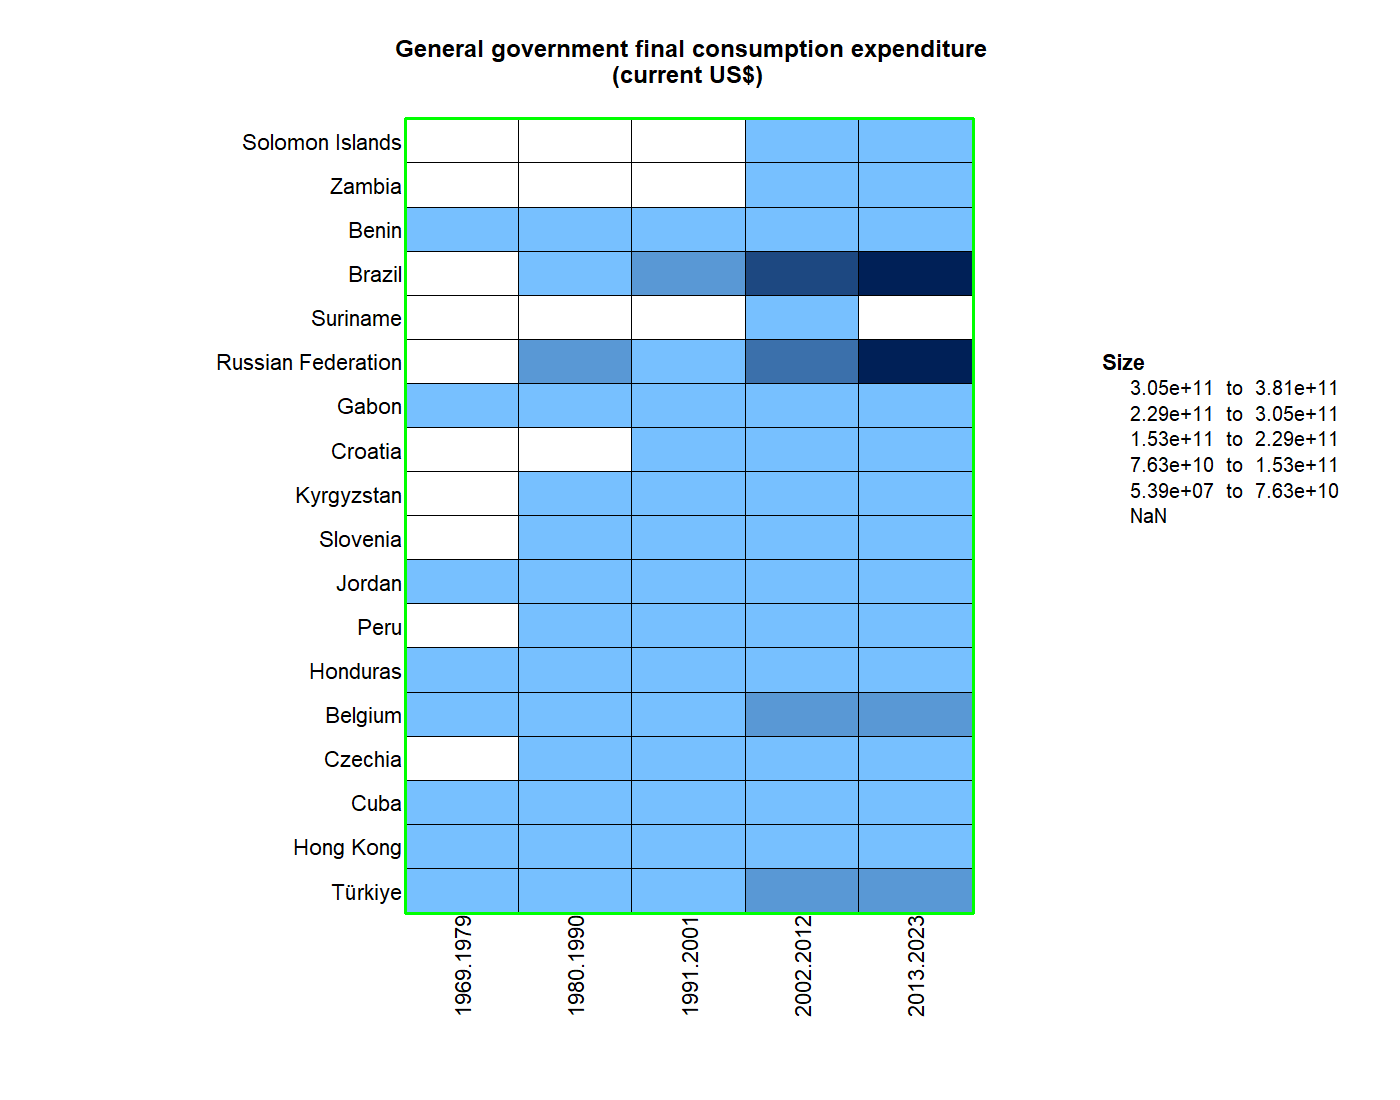 General government final consumption expenditure
(current US$)
Solomon Islands
Zambia
Benin
Brazil
Suriname
Russian Federation
Gabon
Croatia
Kyrgyzstan
Slovenia
Jordan
Peru
Honduras
Belgium
Czechia
Cuba
Hong Kong
Türkiye
1969.1979
1980.1990
1991.2001
2002.2012
2013.2023
Size
3.05e+11 to 3.81e+11
2.29e+11 to 3.05e+11
1.53e+11 to 2.29e+11
7.63e+10 to 1.53e+11
5.39e+07 to 7.63e+10
NaN